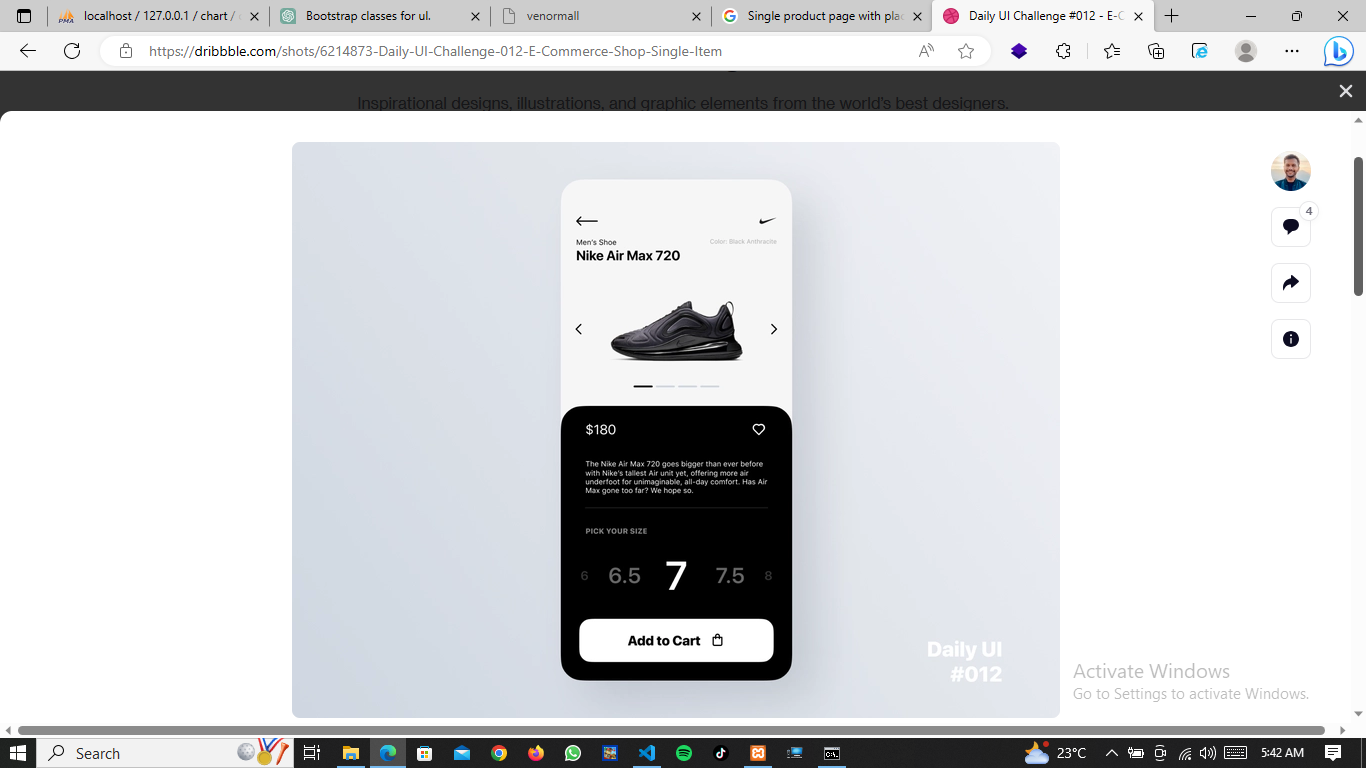 localhost / 127.0.0.1 / chart /
Bootstrap classes for ul.
venormall
Single product page with plac
Daily UI Challenge #012 - E-C
https://dribbble.com/shots/6214873-Daily-UI-Challenge-012-E-Commerce-Shop-Single-Item
Inspirational designs, illustrations, and graphic elements from the world's best designers.
4
Men's Shoe
Color: Black Anthracite
Nike Air Max 720
$180
The Nike Air Max 720 goes bigger than ever before
with Nike's tallest Air unit yet, offering more air
underfoot for unimaginable, all-day comfort. Has Air
Max gone too far? We hope so.
PICK YOUR SIZE
6 6.5 7 7.5 8
Add to Cart
Daily UI
#012
Activate Windows
Go to Settings to activate Windows.
Search
23°C
5:42 AM